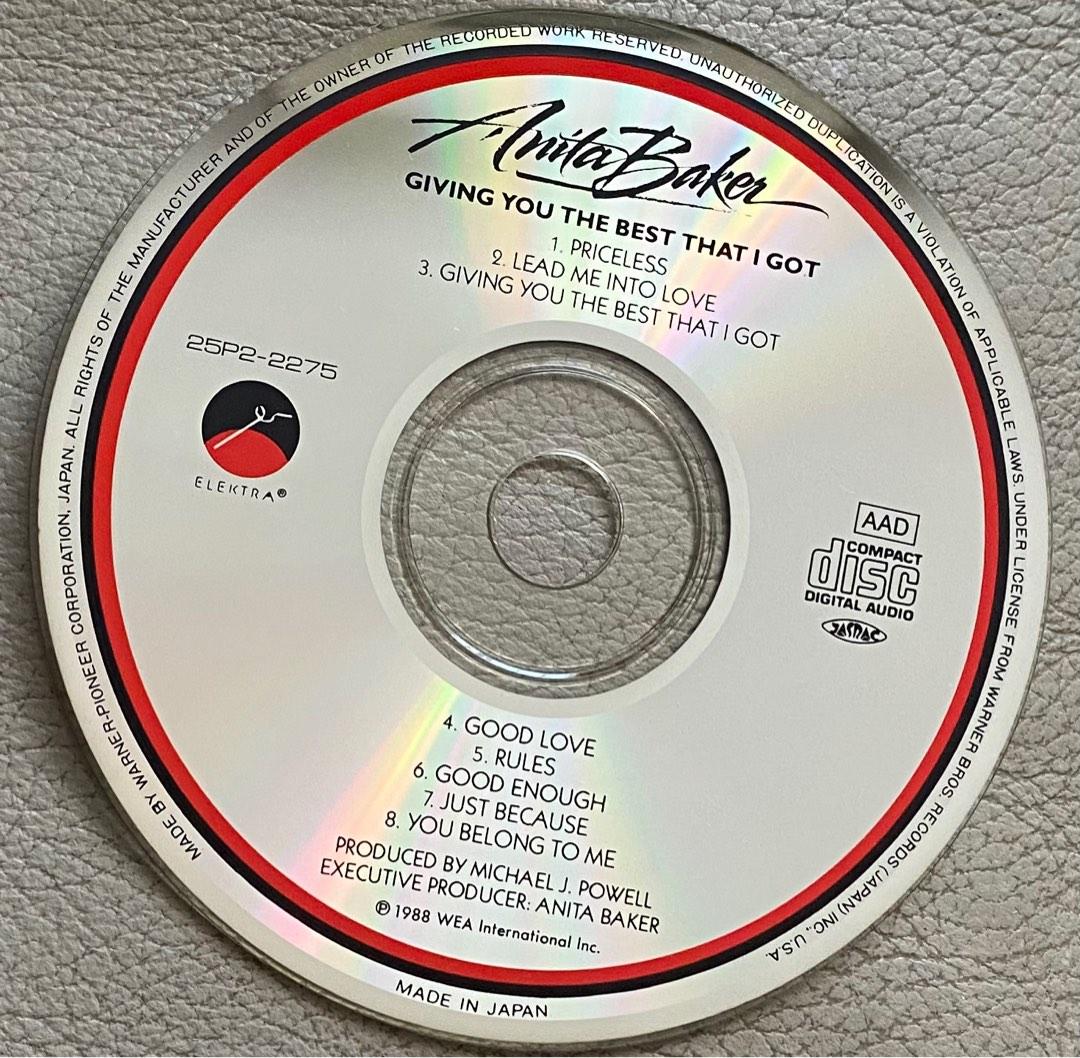 MADE BY WARNER-PIONEER CORPORATION, JAPAN. ALL RIGHTS OF THE MANUFACTURER AND OF THE OWNER OF THE RECORDED WORK RESERVED. UNAUTHORIZED DUPLICATION IS A VIOLATION OF APPLICABLE LAWS. UNDER LICENSE FROM WARNER BROS. RECORDS (JAPAN) INC., U.S.A.
Anita Baker
GIVING YOU THE BEST THAT I GOT
1. PRICELESS
2. LEAD ME INTO LOVE
3. GIVING YOU THE BEST THAT I GOT
25P2-2275
ELEKTRA®
AAD
COMPACT
disc
DIGITAL AUDIO
JASRAC
4. GOOD LOVE
5. RULES
6. GOOD ENOUGH
7. JUST BECAUSE
8. YOU BELONG TO ME
PRODUCED BY MICHAEL J. POWELL
EXECUTIVE PRODUCER: ANITA BAKER
℗ 1988 WEA International Inc.
MADE IN JAPAN